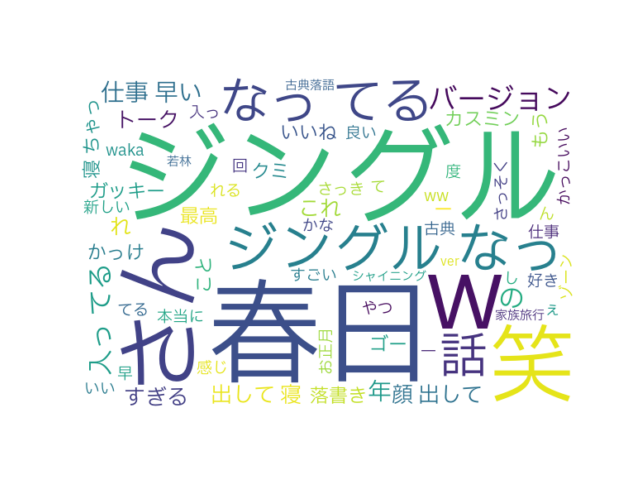 古典落語
仕事 早い
なっ てる
バージョン
寝 ちゃっ
トーク
入っ
いいね
良い
カスミン
もう
waka
ジングル
かっこいい
若林
回
クミ
度
さっそく
ガッキー
れる
さっき
て
ww
ー
新しい
最高
これ
ん
れ
かな
古典
仕事
ジングル なっ
かっけ
こと
すごい
シャイニング
ver
ゾーン
入っ てる
ん
春日
w
の
し
好き
てる
本当に
やつ
家族旅行
ぇ
れ
お正月
ゴー
話
笑
早
感じ
一
いい
すぎる
出して 寝
落書き
年
顔 出して